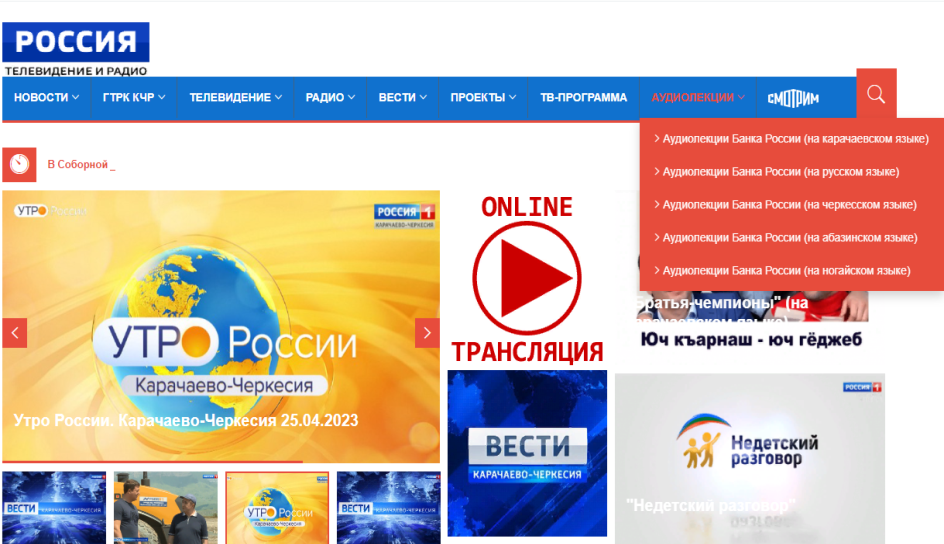 РОССИЯ
ТЕЛЕВИДЕНИЕ И РАДИО
НОВОСТИ ГТРК КЧР ТЕЛЕВИДЕНИЕ РАДИО ВЕСТИ ПРОЕКТЫ ТВ-ПРОГРАММА АУДИОЛЕКЦИИ СМОТРИМ
Аудиолекции Банка России (на карачаевском языке)
Аудиолекции Банка России (на русском языке)
Аудиолекции Банка России (на черкесском языке)
Аудиолекции Банка России (на абазинском языке)
Аудиолекции Банка России (на ногайском языке)
В Соборной _
УТРО России
РОССИЯ 1
КАРАЧАЕВО-ЧЕРКЕСИЯ
УТРО России
Карачаево-Черкесия
Утро России. Карачаево-Черкесия 25.04.2023
ONLINE
ТРАНСЛЯЦИЯ
"Братья-чемпионы" (на
Юч къарнаш - юч гёджеб
ВЕСТИ
КАРАЧАЕВО-ЧЕРКЕСИЯ
РОССИЯ 1
Недетский
разговор
"Недетский разговор"
ВЕСТИ КАРАЧАЕВО-ЧЕРКЕСИЯ
УТРО России
Карачаево-Черкесия
ВЕСТИ КАРАЧАЕВО-ЧЕРКЕСИЯ